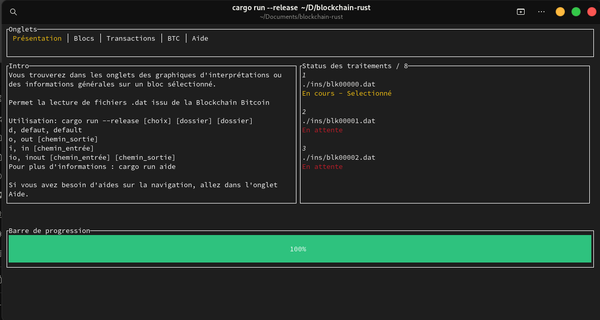 cargo run --release ~/D/blockchain-rust
~/Documents/blockchain-rust
Onglets
Présentation │ Blocs │ Transactions │ BTC │ Aide
Intro
Vous trouverez dans les onglets des graphiques d'interprétations ou
des informations générales sur un bloc sélectionné.
Permet la lecture de fichiers .dat issu de la Blockchain Bitcoin
Utilisation: cargo run --release [choix] [dossier] [dossier]
d, defaut, default
o, out [chemin_sortie]
i, in [chemin_entrée]
io, inout [chemin_entrée] [chemin_sortie]
Pour plus d'informations : cargo run aide
Si vous avez besoin d'aides sur la navigation, allez dans l'onglet
Aide.
Status des traitements / 8
1
./ins/blk00000.dat
En cours - Selectionné
2
./ins/blk00001.dat
En attente
3
./ins/blk00002.dat
En attente
Barre de progression
100%